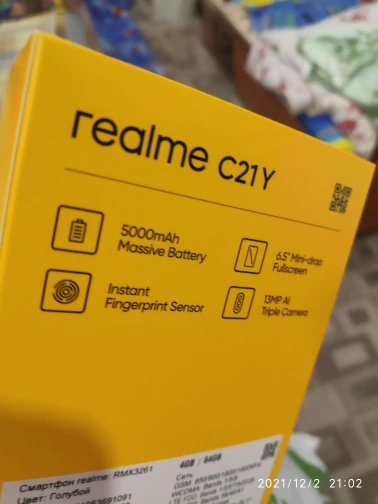 realme C21Y
5000mAh
Massive Battery
6.5" Mini-drop
Fullscreen
Instant
Fingerprint Sensor
13MP AI
Triple Camera
Смартфон realme RMX3261
Цвет: Голубой
4GB / 64GB
Сеть:
2021/12/2 21:02